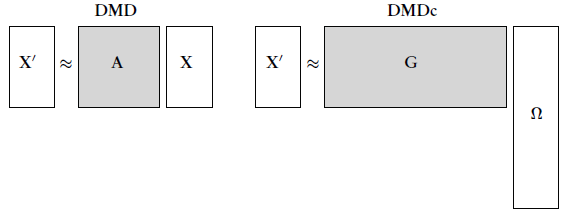 DMD DMDc
X′ ≈ A X X′ ≈ G
Ω